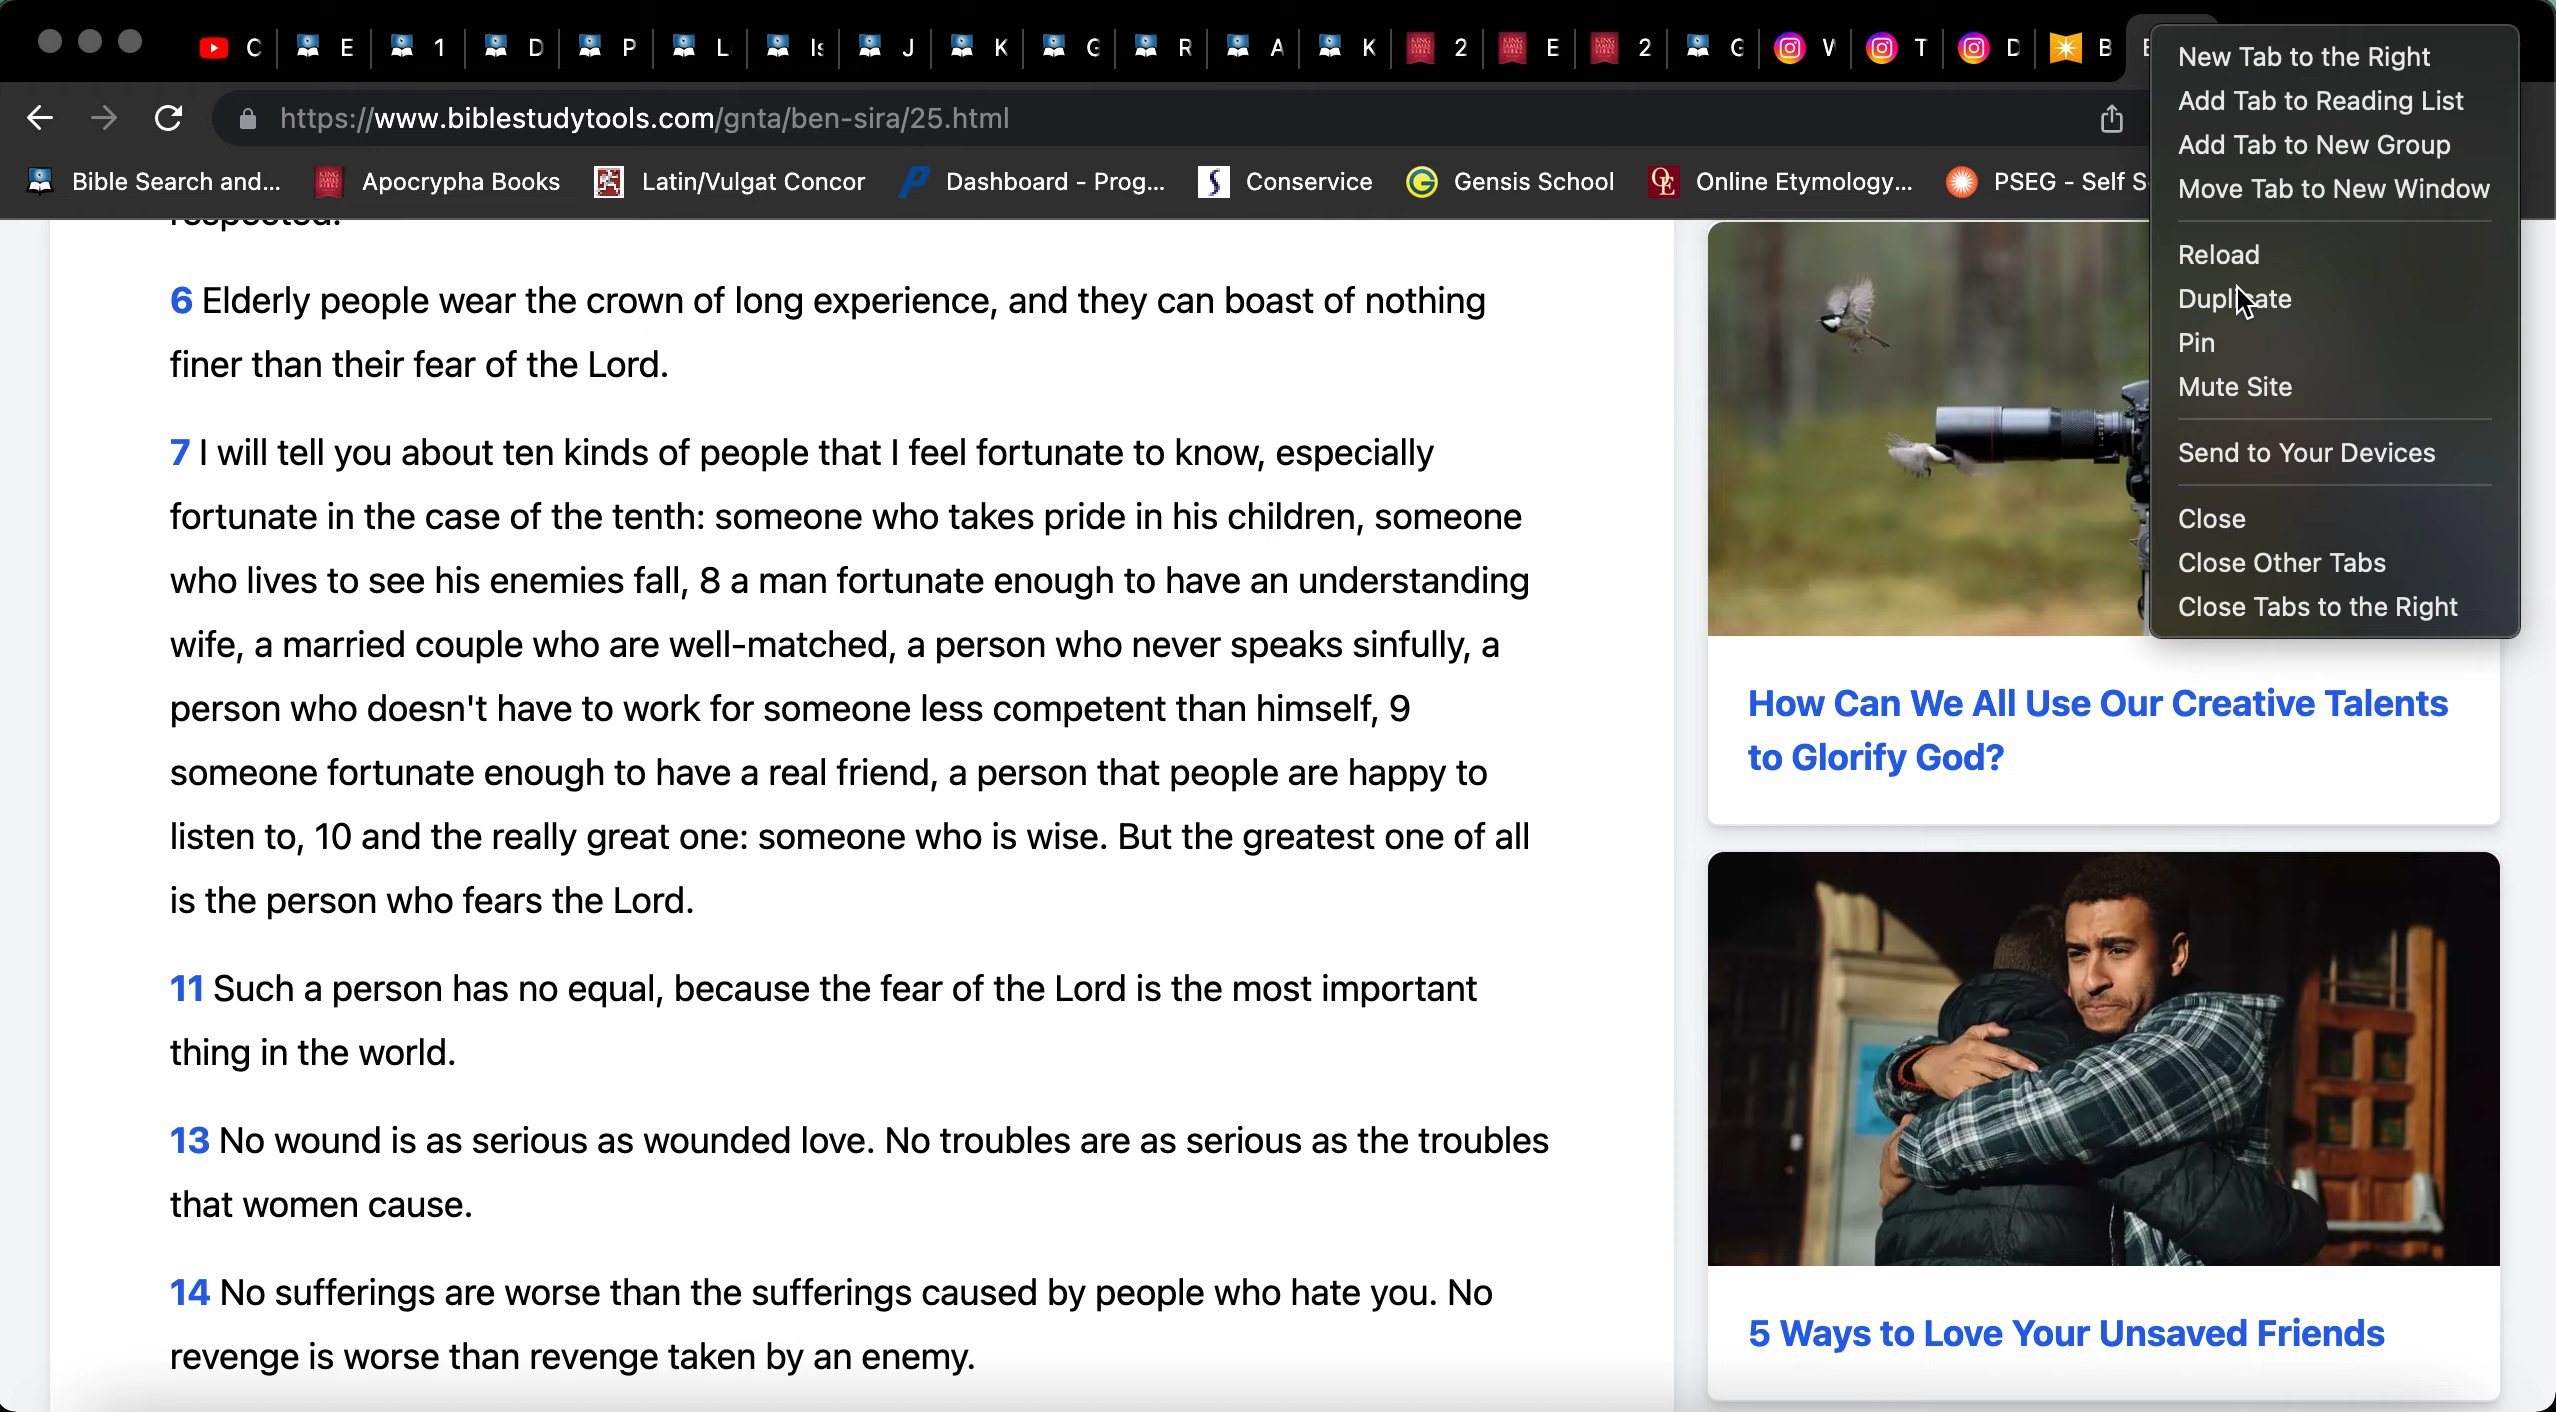 C E 1 D P L Is J K G R A K 2 E 2 G V T D B
https://www.biblestudytools.com/gnta/ben-sira/25.html
Bible Search and... Apocrypha Books Latin/Vulgat Concor Dashboard - Prog... Conservice Gensis School Online Etymology... PSEG - Self S
New Tab to the Right
Add Tab to Reading List
Add Tab to New Group
Move Tab to New Window
Reload
Duplicate
Pin
Mute Site
Send to Your Devices
Close
Close Other Tabs
Close Tabs to the Right
respected.
6 Elderly people wear the crown of long experience, and they can boast of nothing
finer than their fear of the Lord.
7 I will tell you about ten kinds of people that I feel fortunate to know, especially
fortunate in the case of the tenth: someone who takes pride in his children, someone
who lives to see his enemies fall, 8 a man fortunate enough to have an understanding
wife, a married couple who are well-matched, a person who never speaks sinfully, a
person who doesn't have to work for someone less competent than himself, 9
someone fortunate enough to have a real friend, a person that people are happy to
listen to, 10 and the really great one: someone who is wise. But the greatest one of all
is the person who fears the Lord.
11 Such a person has no equal, because the fear of the Lord is the most important
thing in the world.
13 No wound is as serious as wounded love. No troubles are as serious as the troubles
that women cause.
14 No sufferings are worse than the sufferings caused by people who hate you. No
revenge is worse than revenge taken by an enemy.
How Can We All Use Our Creative Talents
to Glorify God?
5 Ways to Love Your Unsaved Friends